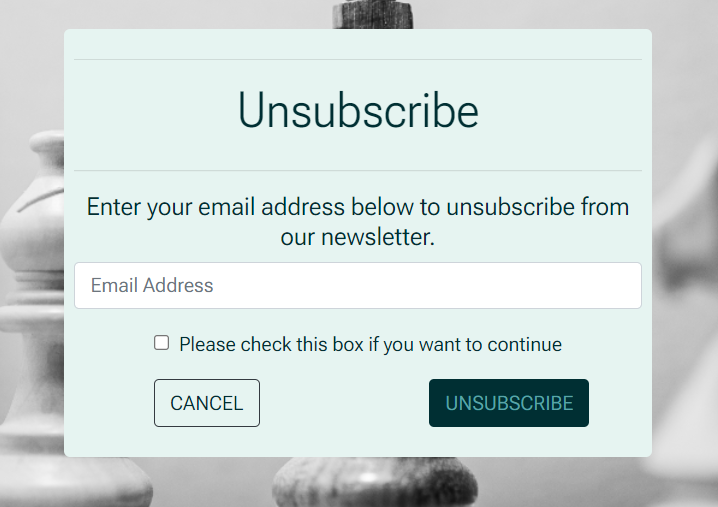 Unsubscribe
Enter your email address below to unsubscribe from
our newsletter.
Email Address
Please check this box if you want to continue
CANCEL
UNSUBSCRIBE